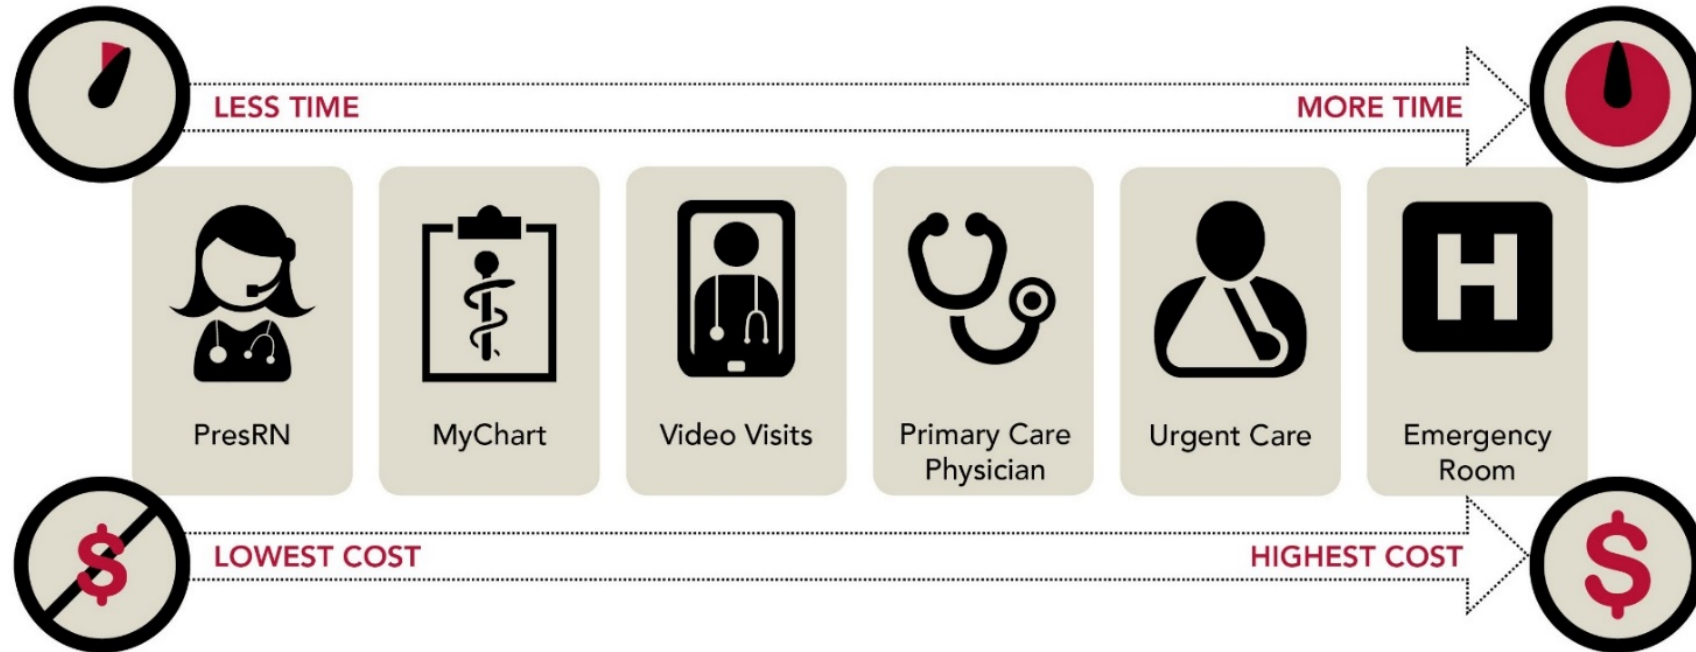 LESS TIME
MORE TIME
H
PresRN
MyChart
Video Visits
Primary Care
Physician
Urgent Care
Emergency
Room
$
LOWEST COST
HIGHEST COST
$